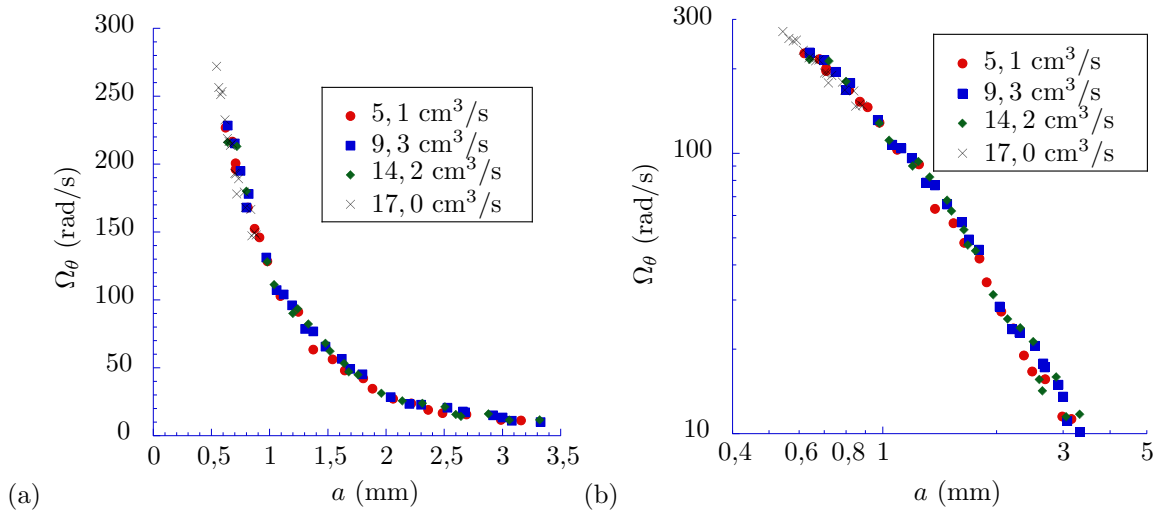 300
250
200
150
100
50
0
Ω_θ (rad/s)
5,1 cm³/s
9,3 cm³/s
14,2 cm³/s
17,0 cm³/s
0 0,5 1 1,5 2 2,5 3 3,5
a (mm)
(a)
300
100
10
Ω_θ (rad/s)
5,1 cm³/s
9,3 cm³/s
14,2 cm³/s
17,0 cm³/s
0,4 0,6 0,8 1 3 5
a (mm)
(b)